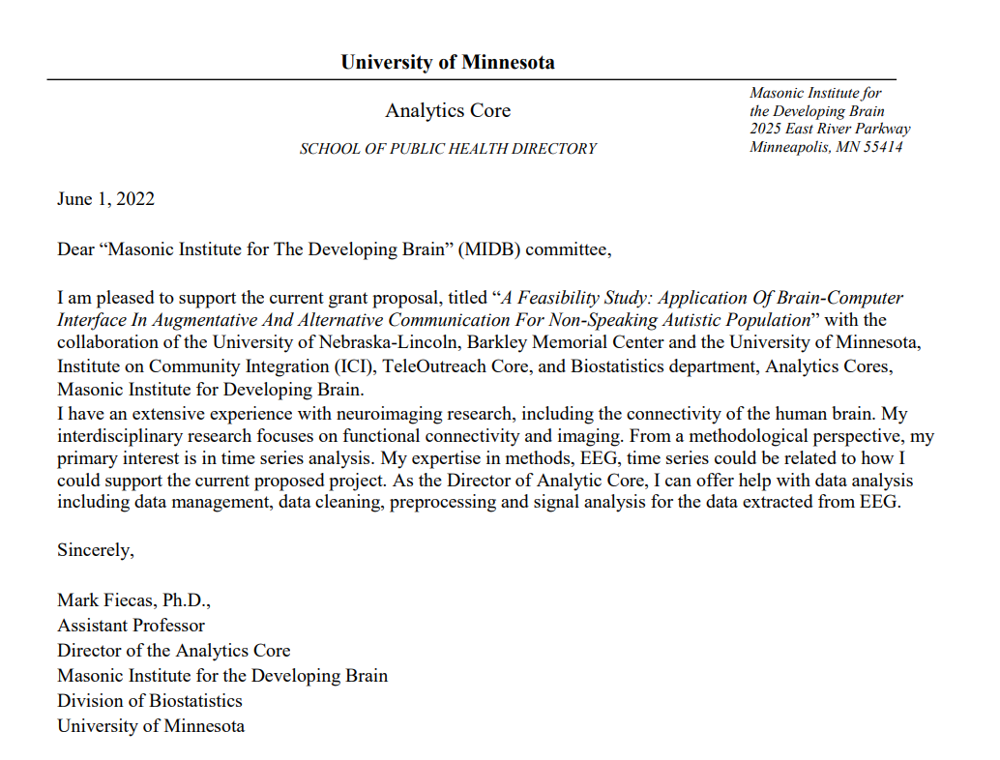 University of Minnesota
Analytics Core
SCHOOL OF PUBLIC HEALTH DIRECTORY
Masonic Institute for
the Developing Brain
2025 East River Parkway
Minneapolis, MN 55414
June 1, 2022
Dear “Masonic Institute for The Developing Brain” (MIDB) committee,
I am pleased to support the current grant proposal, titled “A Feasibility Study: Application Of Brain-Computer
Interface In Augmentative And Alternative Communication For Non-Speaking Autistic Population” with the
collaboration of the University of Nebraska-Lincoln, Barkley Memorial Center and the University of Minnesota,
Institute on Community Integration (ICI), TeleOutreach Core, and Biostatistics department, Analytics Cores,
Masonic Institute for Developing Brain.
I have an extensive experience with neuroimaging research, including the connectivity of the human brain. My
interdisciplinary research focuses on functional connectivity and imaging. From a methodological perspective, my
primary interest is in time series analysis. My expertise in methods, EEG, time series could be related to how I
could support the current proposed project. As the Director of Analytic Core, I can offer help with data analysis
including data management, data cleaning, preprocessing and signal analysis for the data extracted from EEG.
Sincerely,
Mark Fiecas, Ph.D.,
Assistant Professor
Director of the Analytics Core
Masonic Institute for the Developing Brain
Division of Biostatistics
University of Minnesota